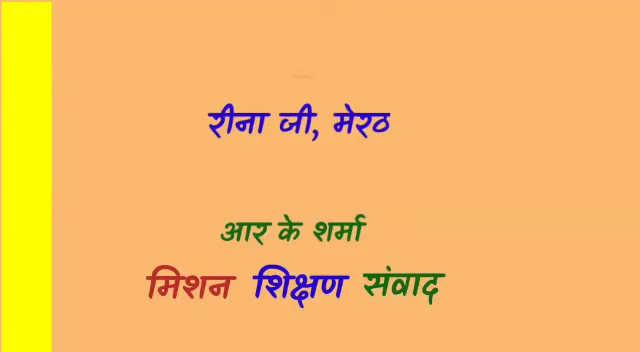 रीना जी, मेरठ
आर के शर्मा
मिशन शिक्षण संवाद